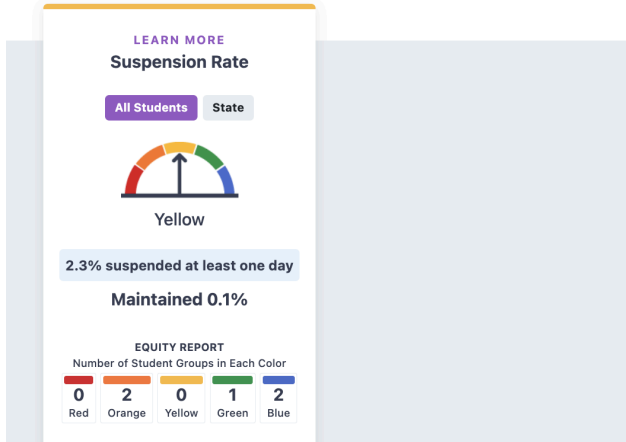 LEARN MORE
Suspension Rate
All Students State
Yellow
2.3% suspended at least one day
Maintained 0.1%
EQUITY REPORT
Number of Student Groups in Each Color
0 2 0 1 2
Red Orange Yellow Green Blue